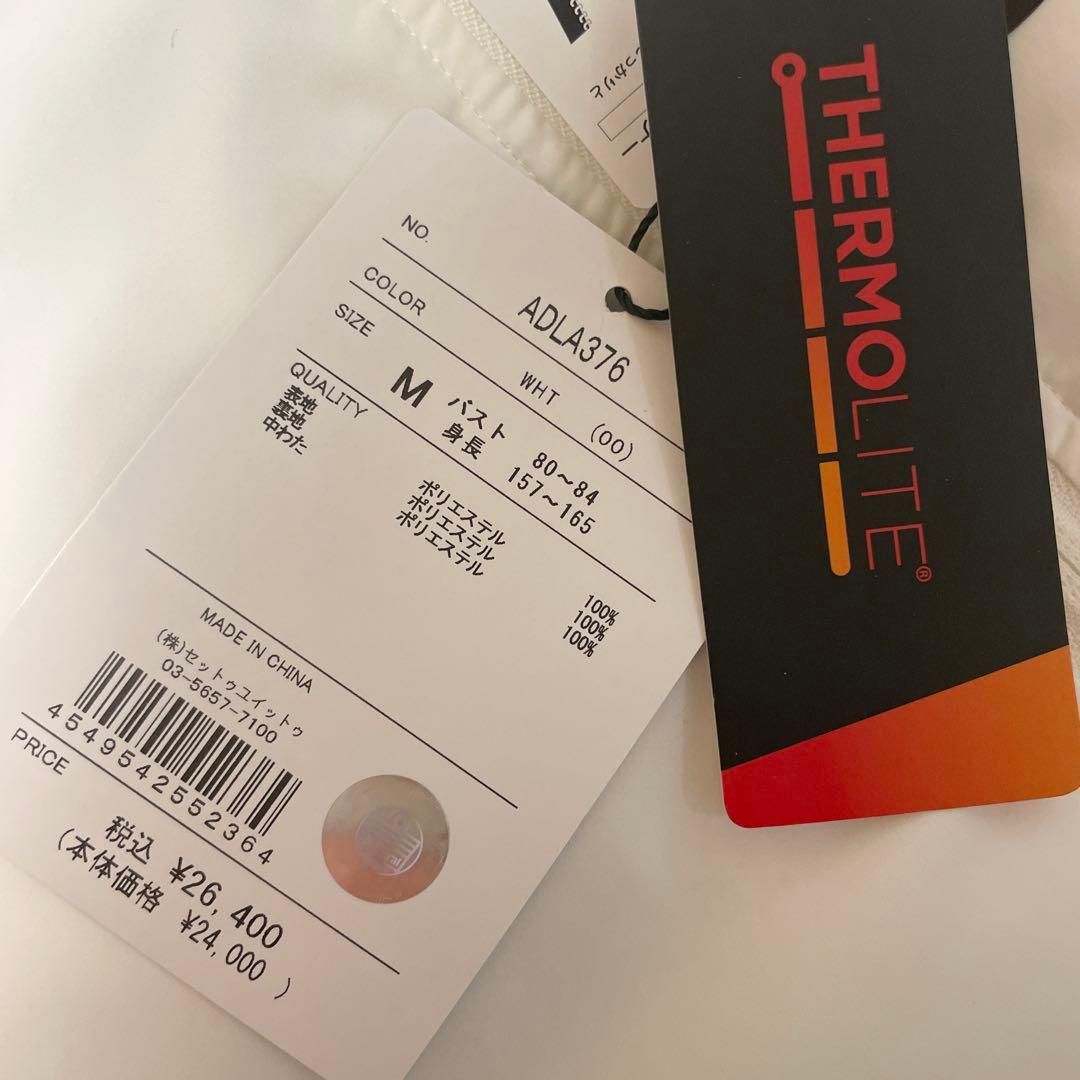 NO.
ADLA376
COLOR
WHT (00)
SIZE
M バスト 80〜84
身長 157〜165
QUALITY
表地 ポリエステル 100%
裏地 ポリエステル 100%
中わた ポリエステル 100%
MADE IN CHINA
(株)セットゥユイットゥ
03-5657-7100
4549542552364
PRICE
税込 ¥26,400
(本体価格 ¥24,000 )
THERMOLITE®